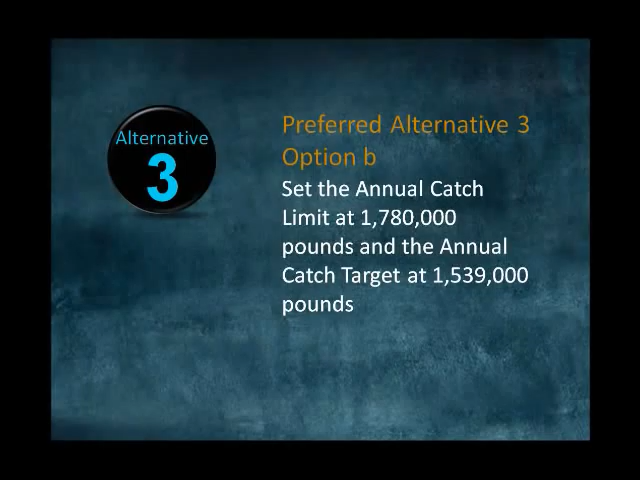 Alternative
3
Preferred Alternative 3
Option b
Set the Annual Catch
Limit at 1,780,000
pounds and the Annual
Catch Target at 1,539,000
pounds